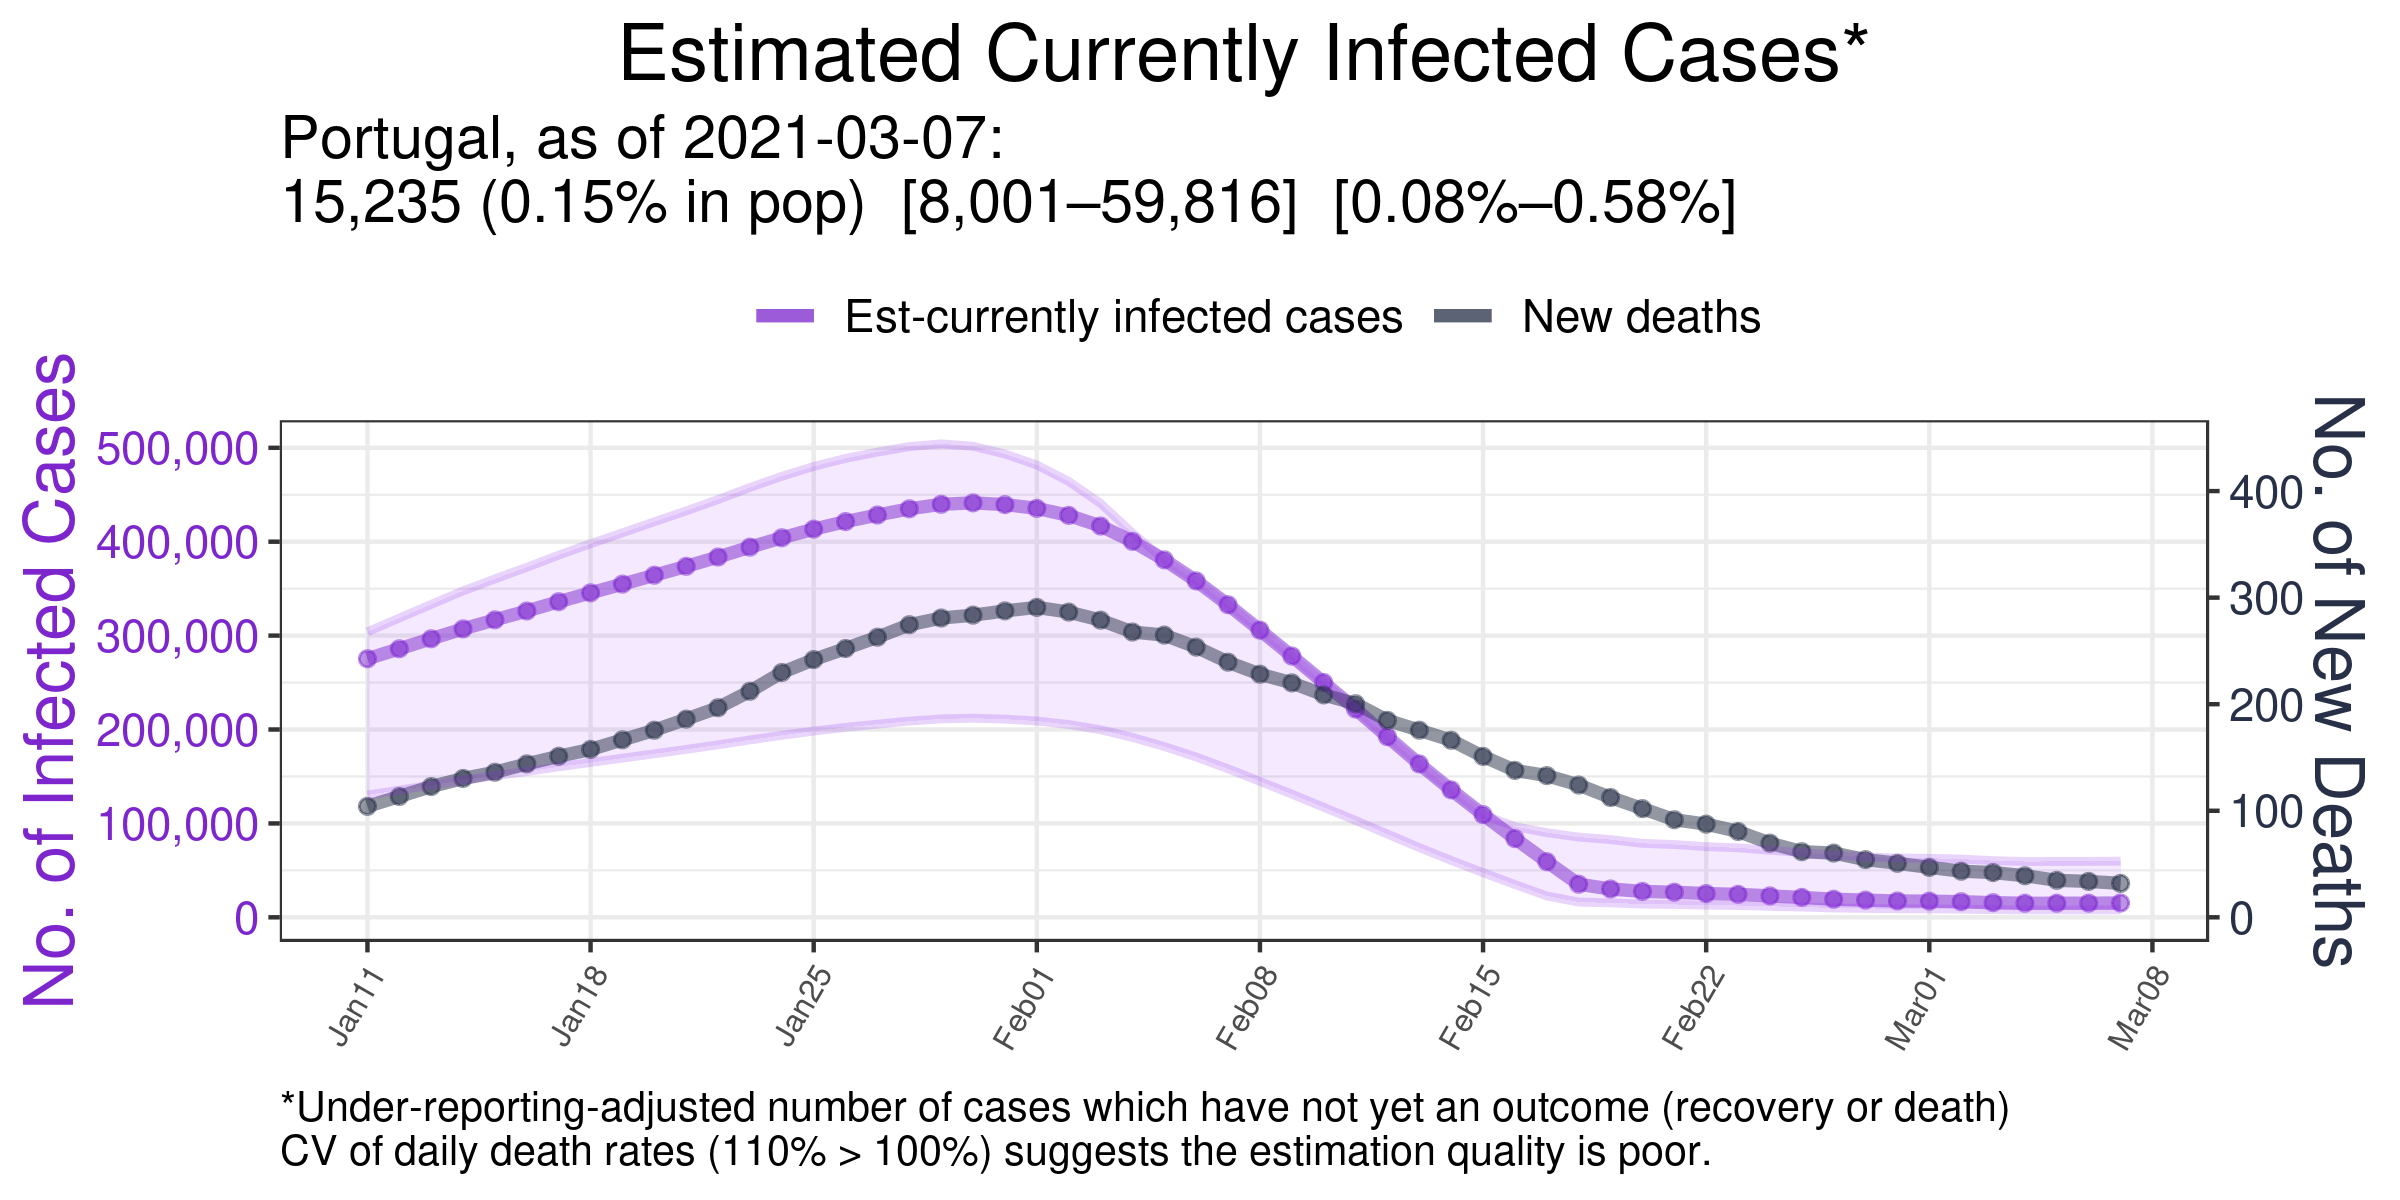 Estimated Currently Infected Cases*
Portugal, as of 2021-03-07:
15,235 (0.15% in pop)  [8,001–59,816]  [0.08%–0.58%]
Est-currently infected cases
New deaths
No. of Infected Cases
500,000
400,000
300,000
200,000
100,000
0
400
300
200
100
0
No. of New Deaths
Jan11
Jan18
Jan25
Feb01
Feb08
Feb15
Feb22
Mar01
Mar08
*Under-reporting-adjusted number of cases which have not yet an outcome (recovery or death)
CV of daily death rates (110% > 100%) suggests the estimation quality is poor.